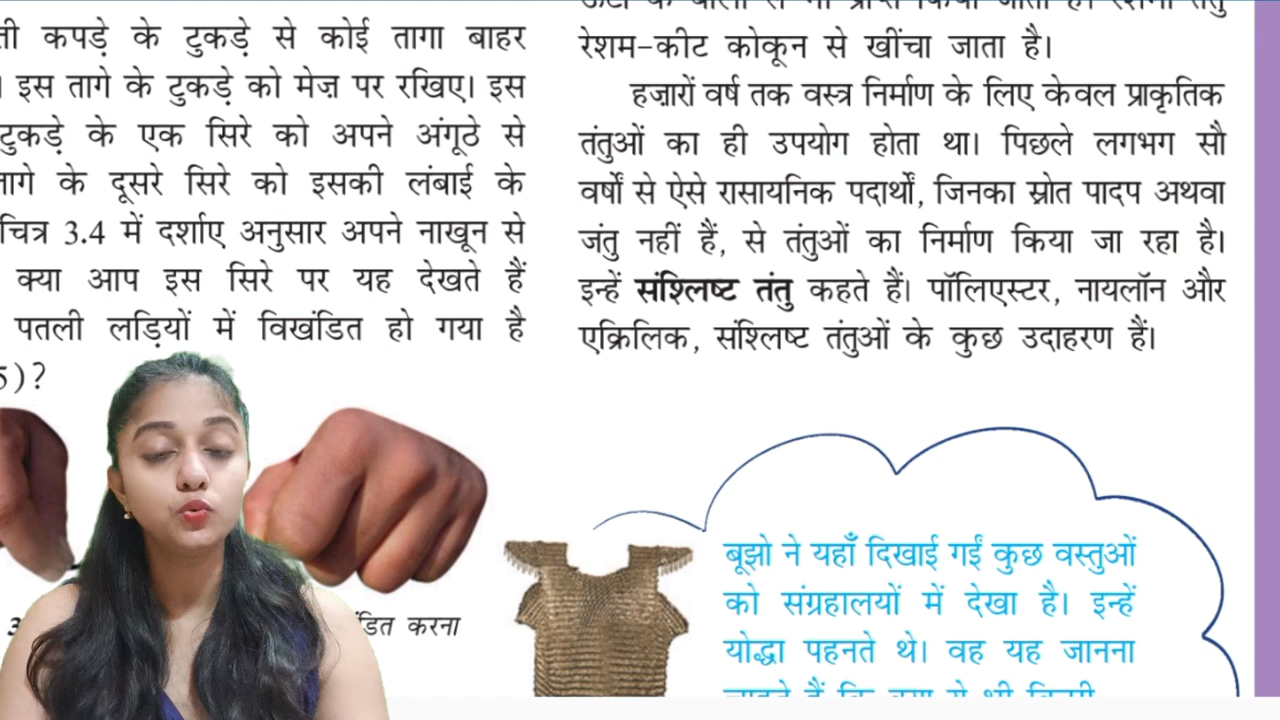 ती कपड़े के टुकड़े से कोई तागा बाहर
। इस तागे के टुकड़े को मेज़ पर रखिए। इस
टुकड़े के एक सिरे को अपने अंगूठे से
तागे के दूसरे सिरे को इसकी लंबाई के
चित्र 3.4 में दर्शाए अनुसार अपने नाखून से
क्या आप इस सिरे पर यह देखते हैं
पतली लड़ियों में विखंडित हो गया है
5)?
3
ंडित करना
रेशम-कीट कोकून से खींचा जाता है।
हज़ारों वर्ष तक वस्त्र निर्माण के लिए केवल प्राकृतिक
तंतुओं का ही उपयोग होता था। पिछले लगभग सौ
वर्षों से ऐसे रासायनिक पदार्थों, जिनका स्रोत पादप अथवा
जंतु नहीं हैं, से तंतुओं का निर्माण किया जा रहा है।
इन्हें संश्लिष्ट तंतु कहते हैं। पॉलिएस्टर, नायलॉन और
एक्रिलिक, संश्लिष्ट तंतुओं के कुछ उदाहरण हैं।
बूझो ने यहाँ दिखाई गईं कुछ वस्तुओं
को संग्रहालयों में देखा है। इन्हें
योद्धा पहनते थे। वह यह जानना